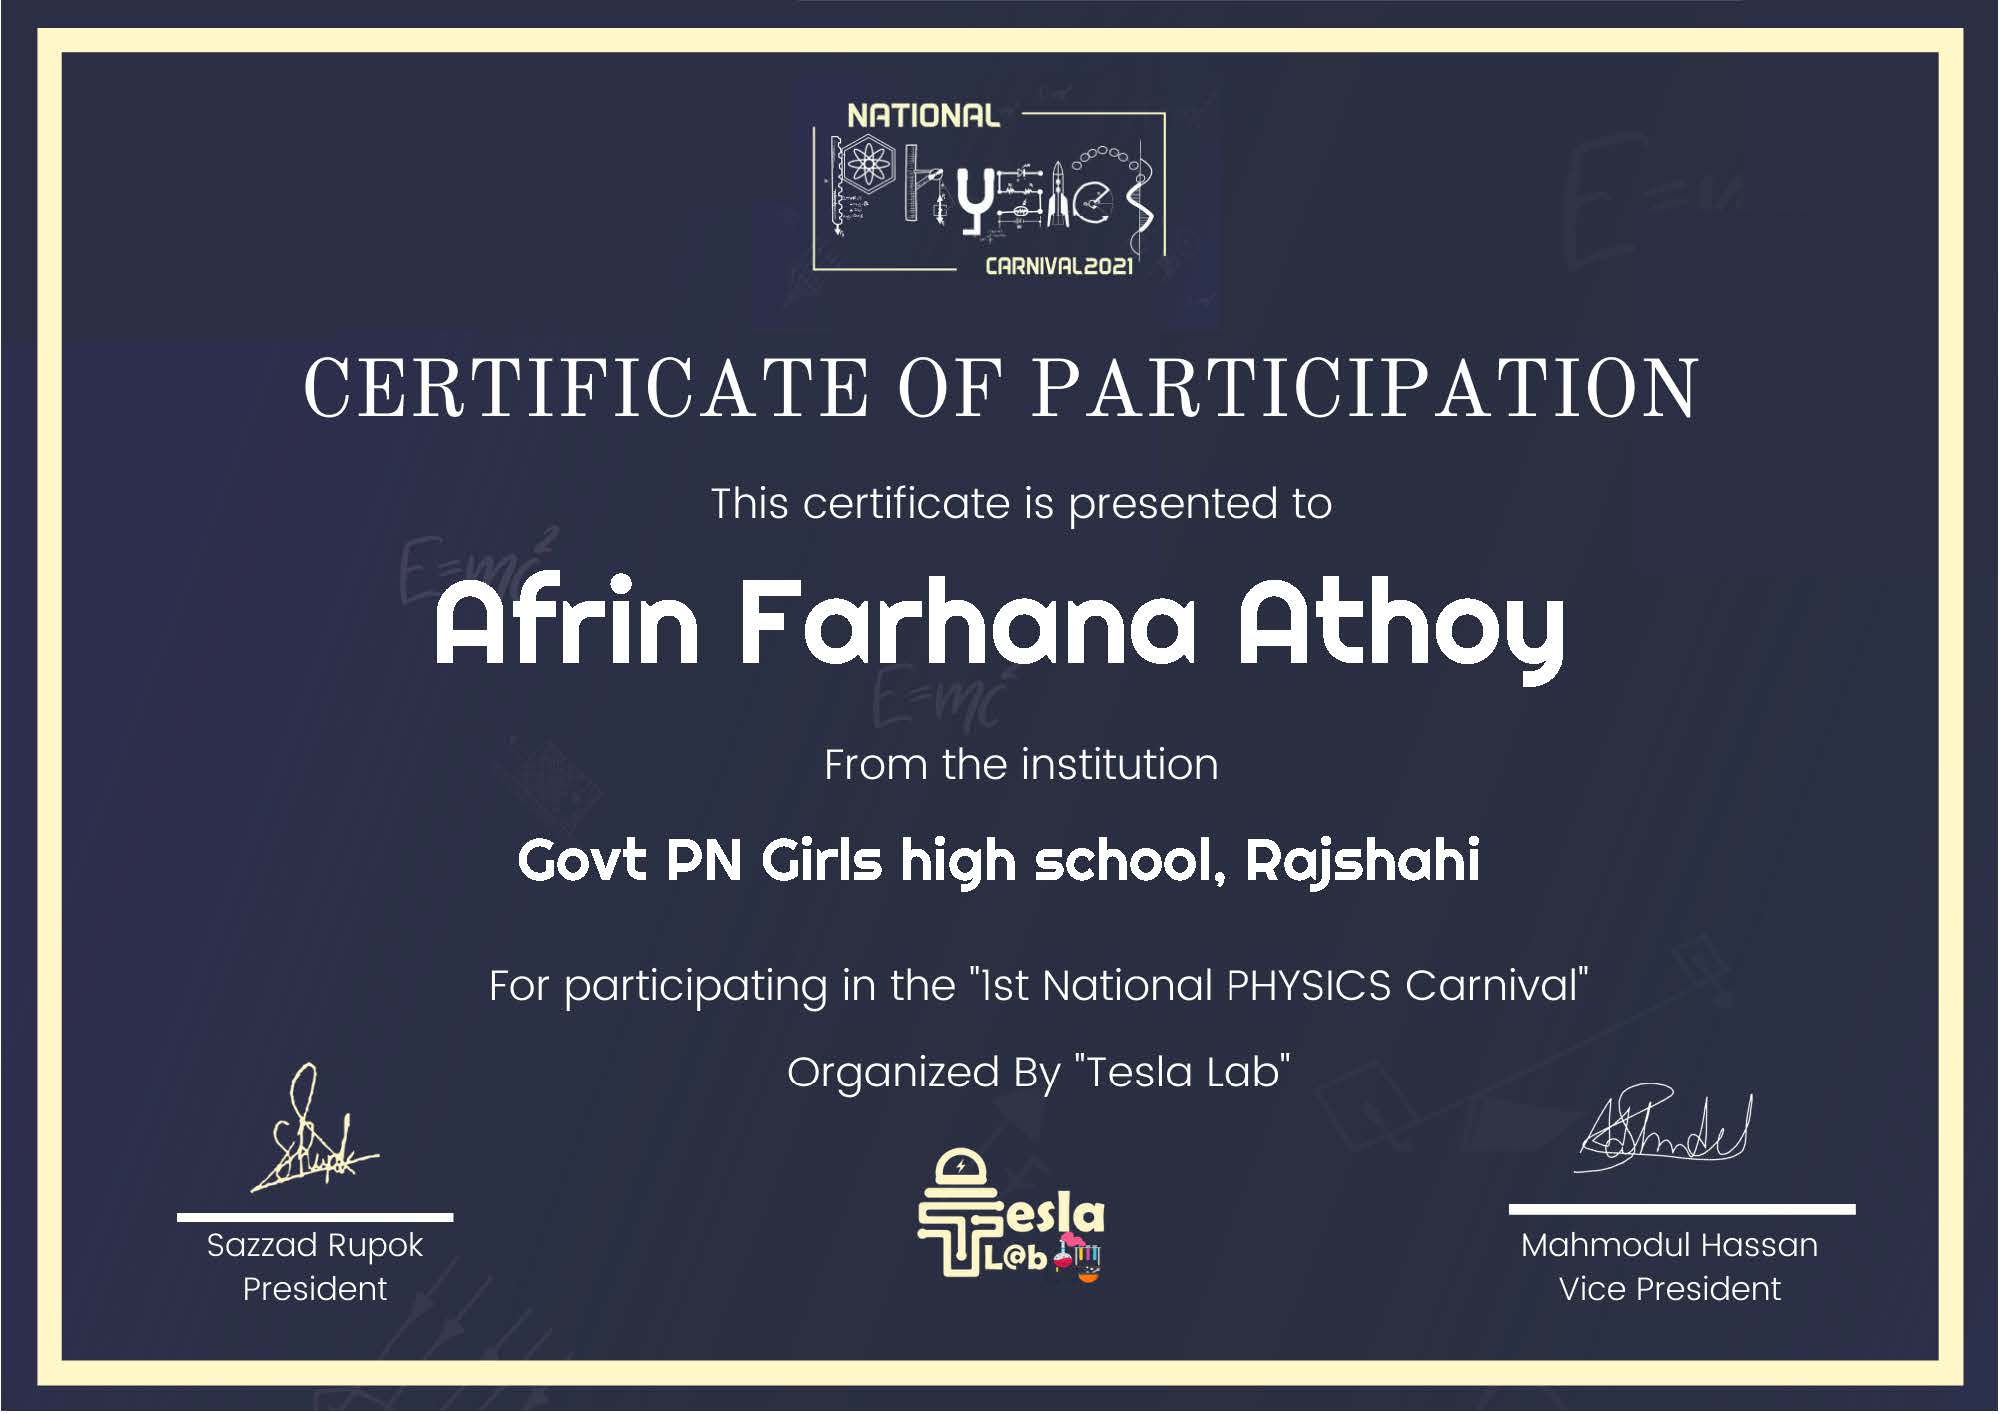 NATIONAL
PhysicS
CARNIVAL2021
CERTIFICATE OF PARTICIPATION
This certificate is presented to
E=mc²
Afrin Farhana Athoy
E=mc²
From the institution
Govt PN Girls high school, Rajshahi
For participating in the "1st National PHYSICS Carnival"
Organized By "Tesla Lab"
Tesla
L@b
Sazzad Rupok
President
Mahmodul Hassan
Vice President